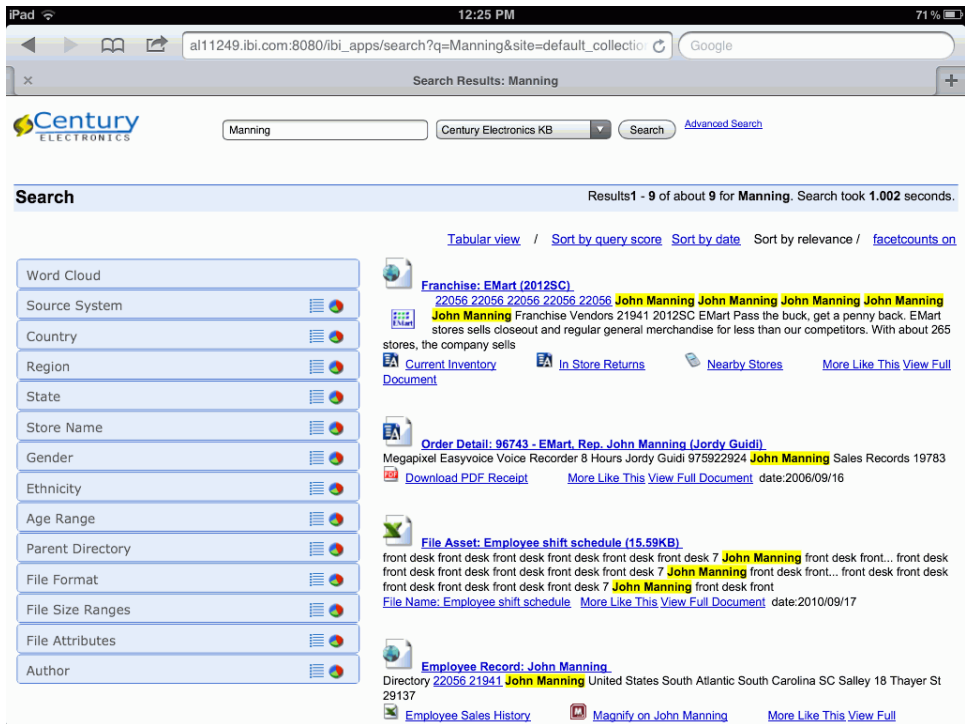 iPad 12:25 PM 71%
al11249.ibi.com:8080/ibi_apps/search?q=Manning&site=default_collection Google
Search Results: Manning
Century
ELECTRONICS
Manning Century Electronics KB Search Advanced Search
Search Results1 - 9 of about 9 for Manning. Search took 1.002 seconds.
Tabular view / Sort by query score Sort by date Sort by relevance / facetcounts on
Word Cloud
Source System
Country
Region
State
Store Name
Gender
Ethnicity
Age Range
Parent Directory
File Format
File Size Ranges
File Attributes
Author
Franchise: EMart (2012SC)
22056 22056 22056 22056 22056 John Manning John Manning John Manning John Manning
EMart
John Manning Franchise Vendors 21941 2012SC EMart Pass the buck, get a penny back. EMart
stores sells closeout and regular general merchandise for less than our competitors. With about 265
stores, the company sells
Current Inventory In Store Returns Nearby Stores More Like This View Full
Document
Order Detail: 96743 - EMart, Rep. John Manning (Jordy Guidi)
Megapixel Easyvoice Voice Recorder 8 Hours Jordy Guidi 975922924 John Manning Sales Records 19783
PDF Download PDF Receipt More Like This View Full Document date:2006/09/16
File Asset: Employee shift schedule (15.59KB)
front desk front desk front desk front desk front desk front desk 7 John Manning front desk front... front desk
front desk front desk front desk front desk front desk 7 John Manning front desk front... front desk front desk
front desk front desk front desk front desk 7 John Manning front desk front
File Name: Employee shift schedule More Like This View Full Document date:2010/09/17
Employee Record: John Manning
Directory 22056 21941 John Manning United States South Atlantic South Carolina SC Salley 18 Thayer St
29137
Employee Sales History Magnify on John Manning More Like This View Full